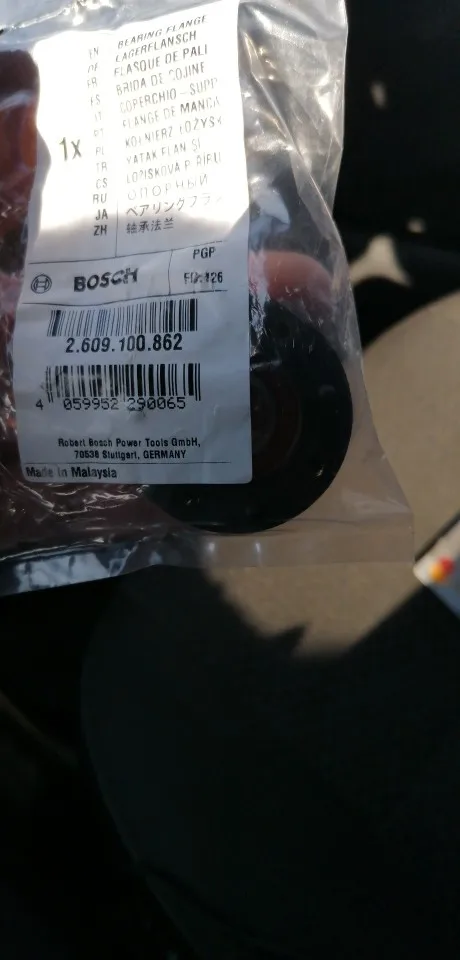 EN BEARING FLANGE
DE LAGERFLANSCH
FR FLASQUE DE PALI
ES BRIDA DE COJINE
IT COPERCHIO - SUPP
PT FLANGE DE MANCA
PL KOŁNIERZ ŁOŻYSK
TR YATAK FLAN ŞI
CS LOŽISKOVÁ PŘÍRU
RU ОПОРНЫЙ
JA ベアリングフラ
ZH 轴承法兰
1x
BOSCH
PGP
2.609.100.862
4 059952 290065
Robert Bosch Power Tools GmbH,
70538 Stuttgart, GERMANY
Made in Malaysia